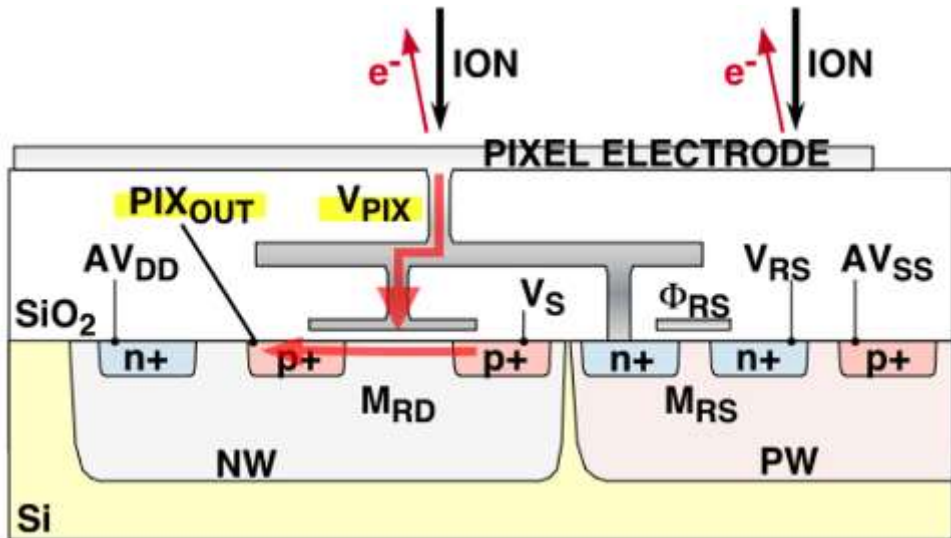 e- ION e- ION
PIXEL ELECTRODE
PIX_OUT V_PIX
AV_DD V_RS AV_SS
SiO₂ V_S Φ_RS
n+ p+ p+ n+ n+ p+
M_RD M_RS
NW PW
Si